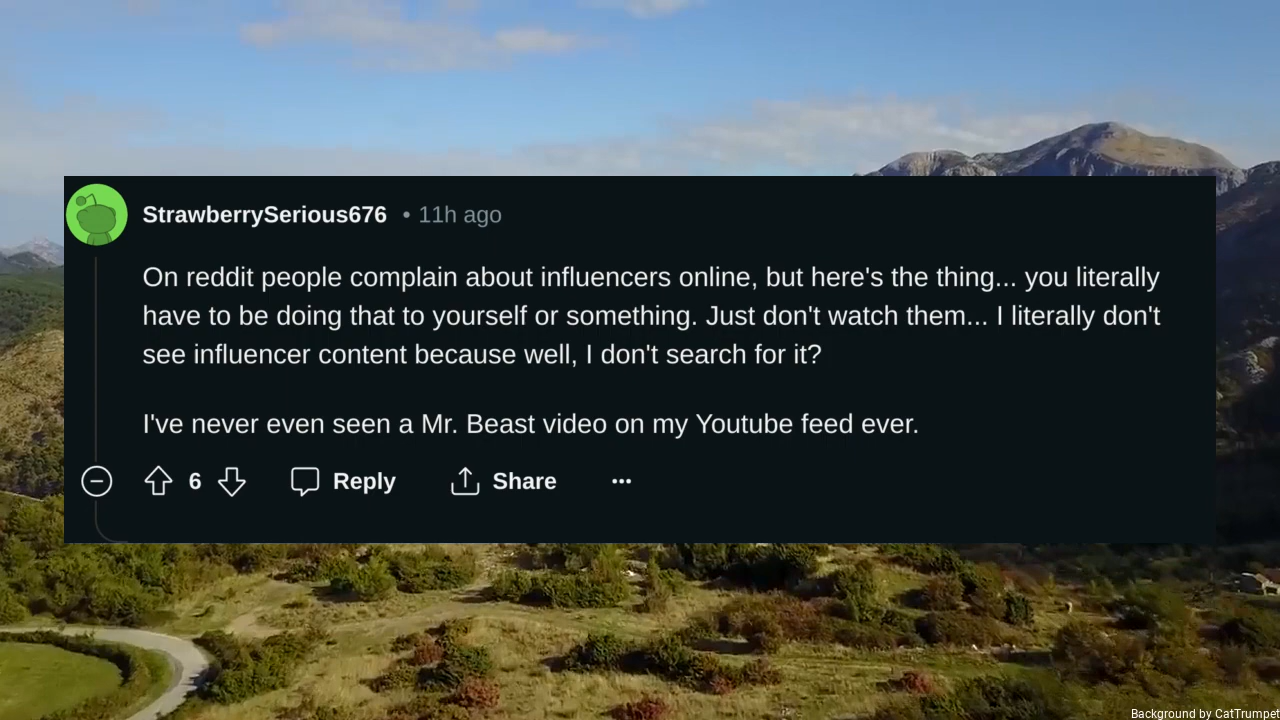 StrawberrySerious676 • 11h ago
On reddit people complain about influencers online, but here's the thing... you literally
have to be doing that to yourself or something. Just don't watch them... I literally don't
see influencer content because well, I don't search for it?
I've never even seen a Mr. Beast video on my Youtube feed ever.
6 Reply Share ...
Background by CatTrumpet